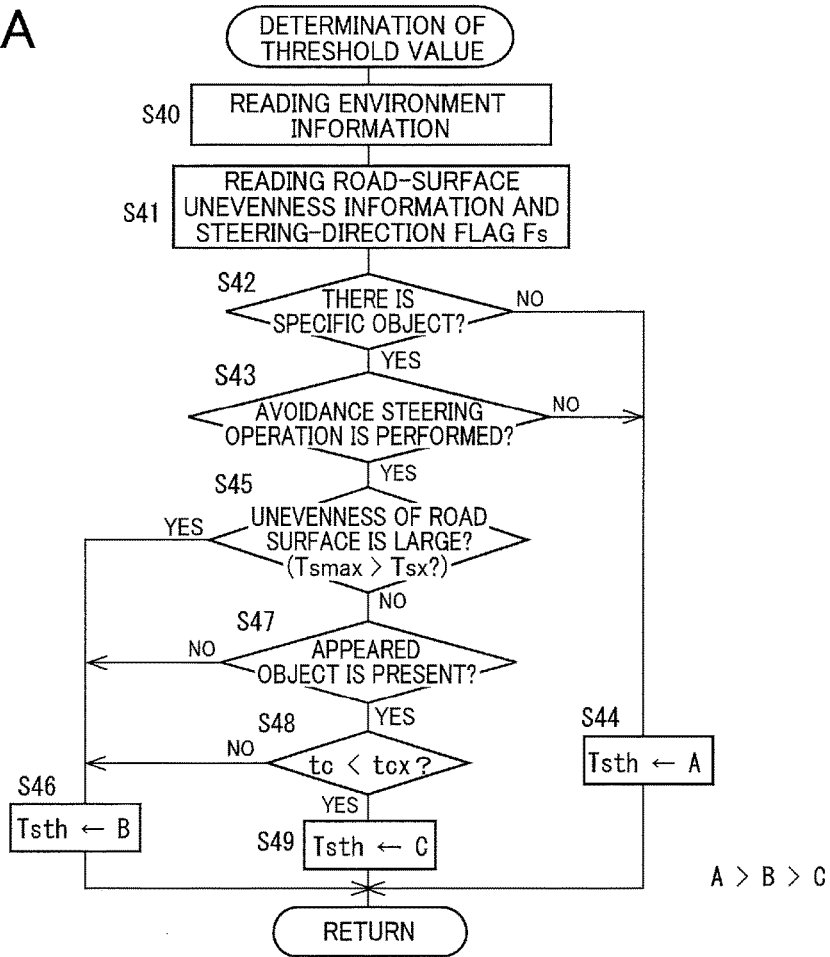 A
DETERMINATION OF
THRESHOLD VALUE
S40
READING ENVIRONMENT
INFORMATION
S41
READING ROAD-SURFACE
UNEVENNESS INFORMATION AND
STEERING-DIRECTION FLAG Fs
S42
THERE IS
SPECIFIC OBJECT?
NO
YES
S43
AVOIDANCE STEERING
OPERATION IS PERFORMED?
NO
YES
S45
UNEVENNESS OF ROAD
SURFACE IS LARGE?
(Tsmax > Tsx?)
YES
NO
S47
APPEARED
OBJECT IS PRESENT?
NO
YES
S48
tc < tcx?
NO
YES
S44
Tsth ← A
S46
Tsth ← B
S49
Tsth ← C
A > B > C
RETURN